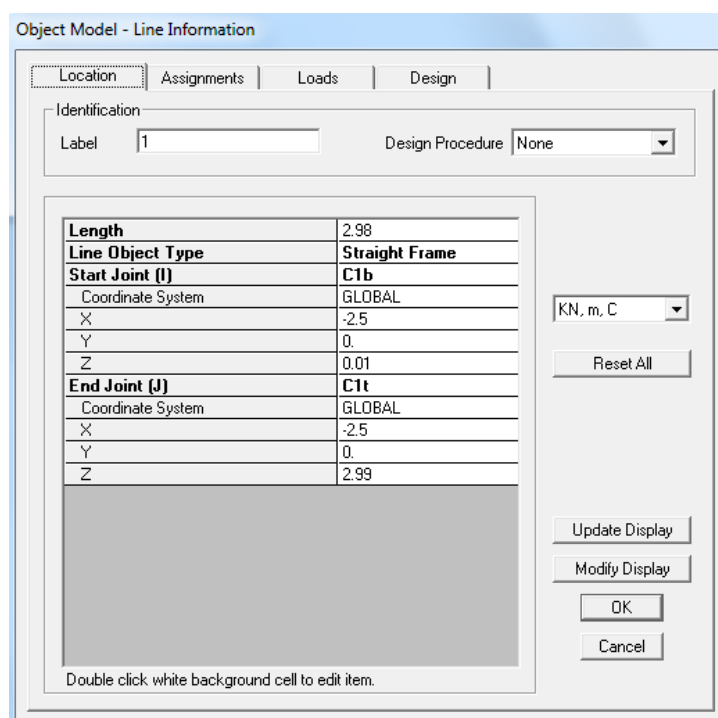 Object Model - Line Information
Location Assignments Loads Design
Identification
Label 1 Design Procedure None
Length 2.98
Line Object Type Straight Frame
Start Joint (I) C1b
Coordinate System GLOBAL
X -2.5
Y 0.
Z 0.01
End Joint (J) C1t
Coordinate System GLOBAL
X -2.5
Y 0.
Z 2.99
KN, m, C
Reset All
Update Display
Modify Display
OK
Cancel
Double click white background cell to edit item.